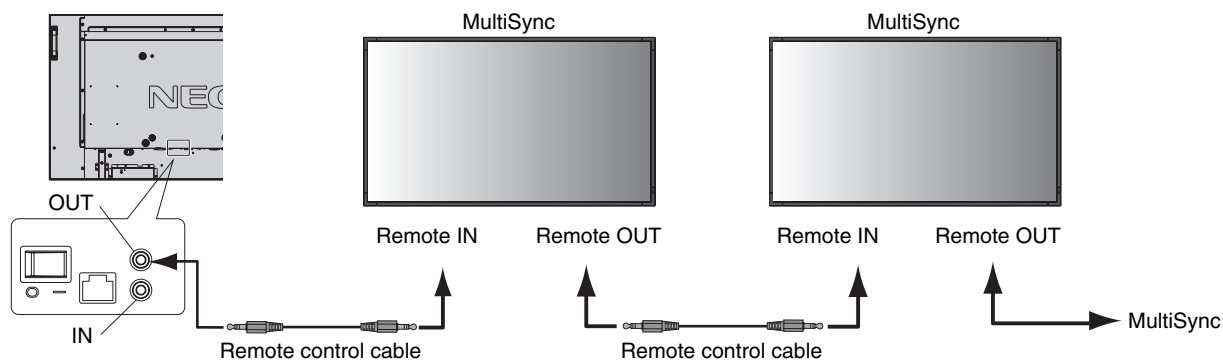 MultiSync
MultiSync
NEC
OUT
Remote IN
Remote OUT
Remote IN
Remote OUT
IN
Remote control cable
Remote control cable
MultiSync